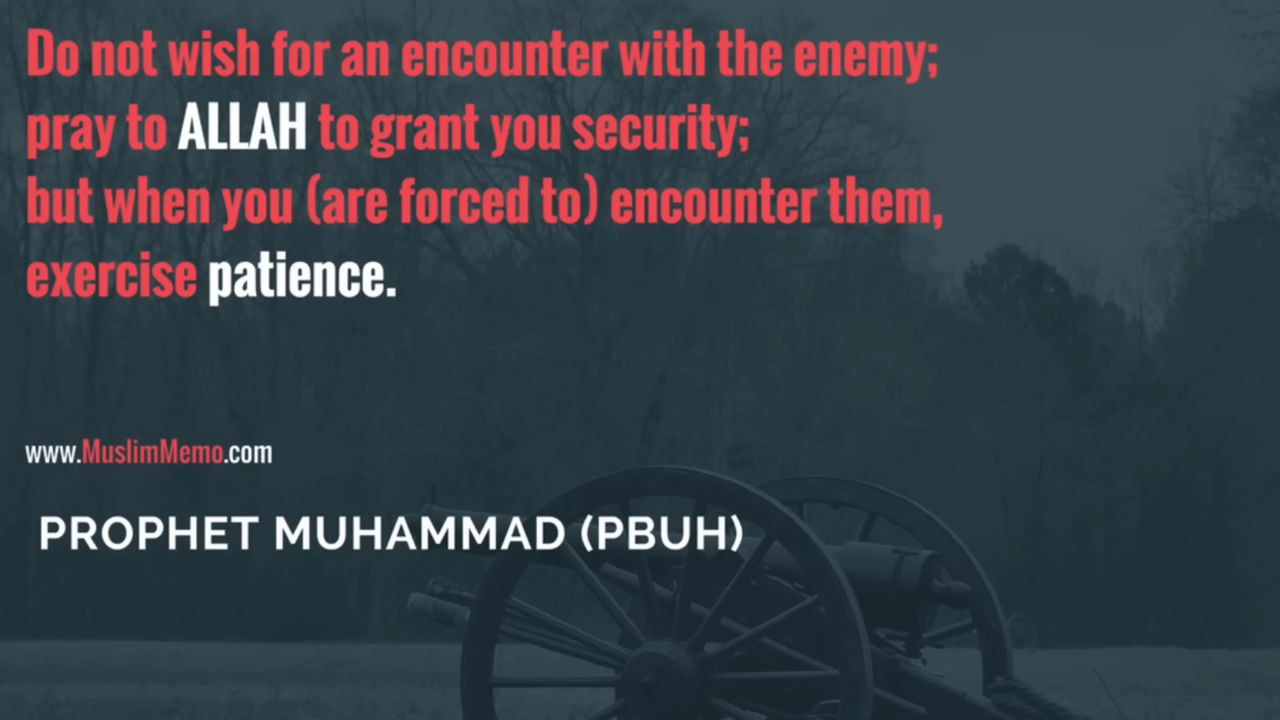 Do not wish for an encounter with the enemy;
pray to ALLAH to grant you security;
but when you (are forced to) encounter them,
exercise patience.
www.MuslimMemo.com
PROPHET MUHAMMAD (PBUH)